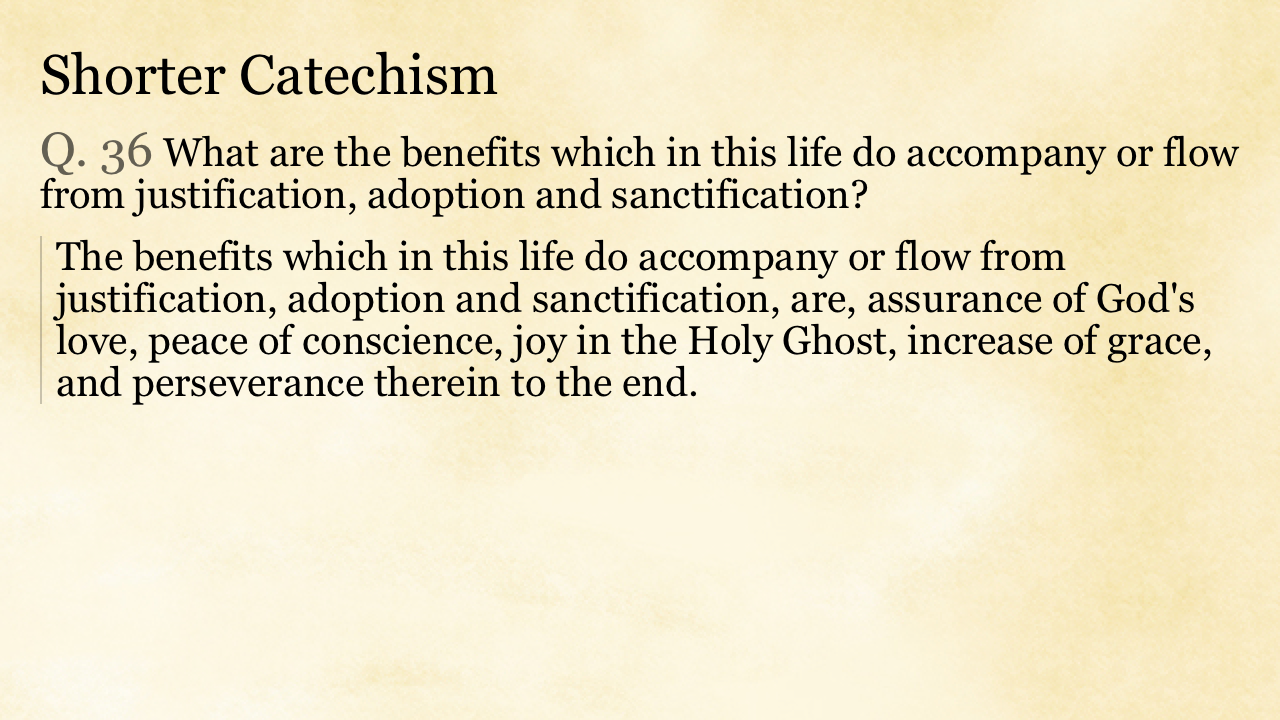 Shorter Catechism
Q. 36 What are the benefits which in this life do accompany or flow
from justification, adoption and sanctification?
The benefits which in this life do accompany or flow from
justification, adoption and sanctification, are, assurance of God's
love, peace of conscience, joy in the Holy Ghost, increase of grace,
and perseverance therein to the end.